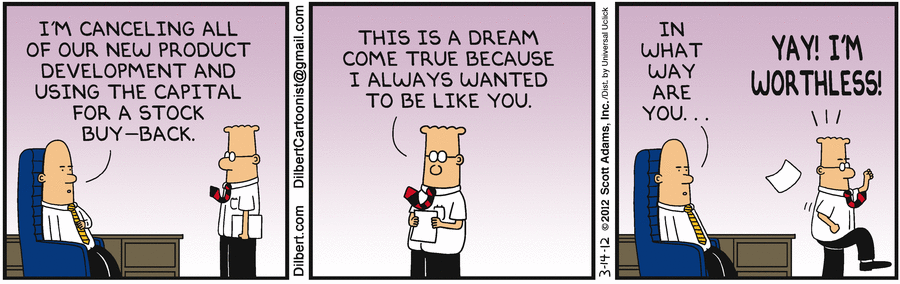 I'M CANCELING ALL
OF OUR NEW PRODUCT
DEVELOPMENT AND
USING THE CAPITAL
FOR A STOCK
BUY–BACK.
Dilbert.com DilbertCartoonist@gmail.com
THIS IS A DREAM
COME TRUE BECAUSE
I ALWAYS WANTED
TO BE LIKE YOU.
3-14-12 ©2012 Scott Adams, Inc. /Dist. by Universal Uclick
IN
WHAT
WAY
ARE
YOU. . .
YAY! I'M
WORTHLESS!